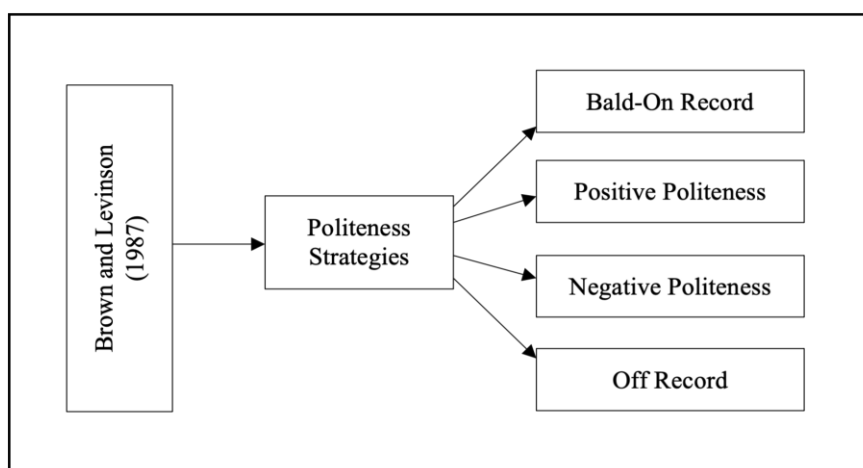 Brown and Levinson
(1987)
Politeness
Strategies
Bald-On Record
Positive Politeness
Negative Politeness
Off Record